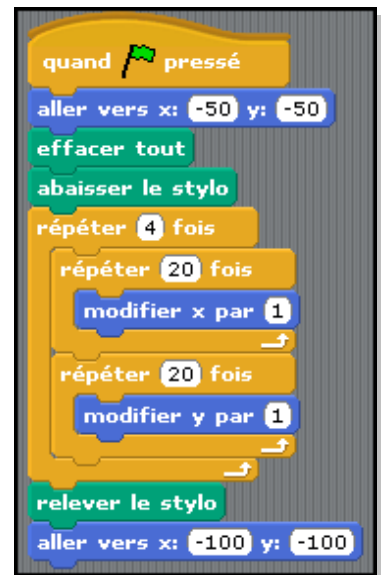 quand pressé
aller vers x: -50 y: -50
effacer tout
abaisser le stylo
répéter 4 fois
répéter 20 fois
modifier x par 1
répéter 20 fois
modifier y par 1
relever le stylo
aller vers x: -100 y: -100